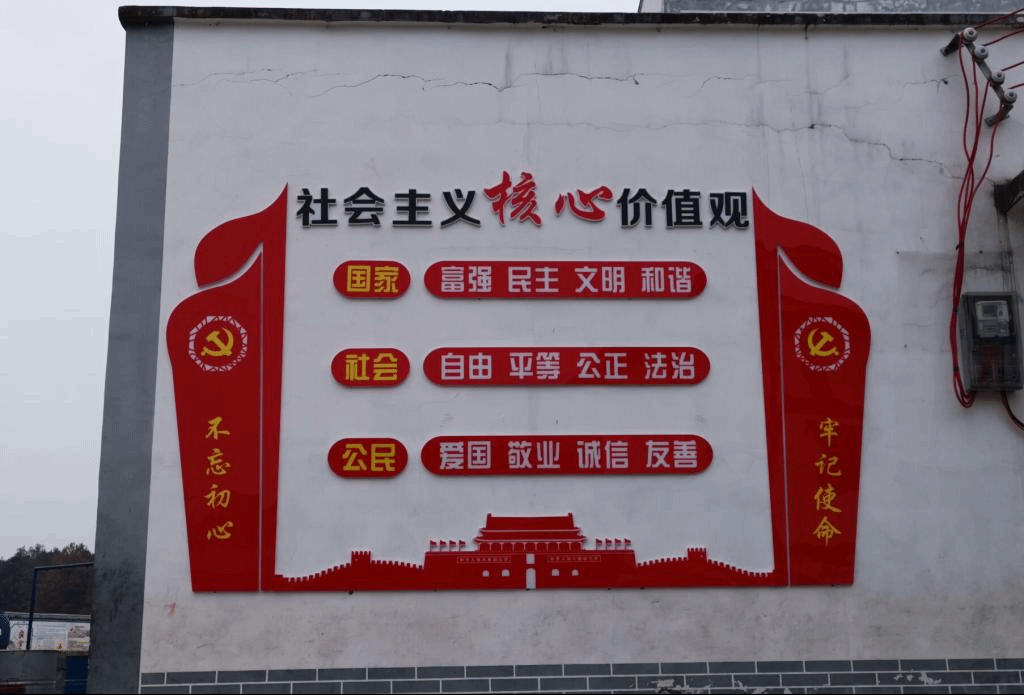 社会主义核心价值观
国家 富强 民主 文明 和谐
社会 自由 平等 公正 法治
公民 爱国 敬业 诚信 友善
不忘初心
牢记使命